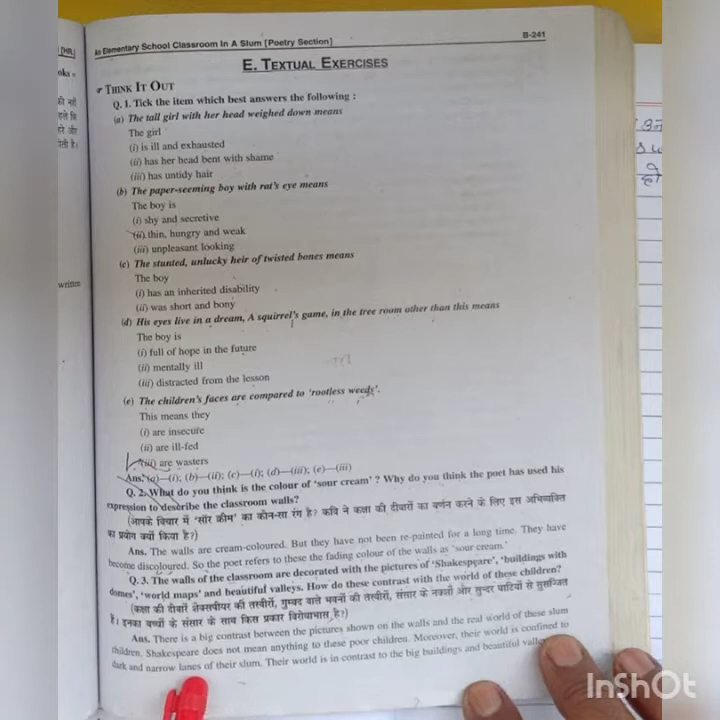 An Elementary School Classroom In A Slum [Poetry Section]
B-241
E. TEXTUAL EXERCISES
THINK IT OUT
Q. 1. Tick the item which best answers the following :
(a) The tall girl with her head weighed down means
The girl
(i) is ill and exhausted
(ii) has her head bent with shame
(iii) has untidy hair
(b) The paper-seeming boy with rat's eye means
The boy is
(i) shy and secretive
(ii) thin, hungry and weak
(iii) unpleasant looking
(c) The stunted, unlucky heir of twisted bones means
The boy
(i) has an inherited disability
(ii) was short and bony
(d) His eyes live in a dream, A squirrel's game, in the tree room other than this means
The boy is
(i) full of hope in the future
(ii) mentally ill
(iii) distracted from the lesson
(e) The children's faces are compared to 'rootless weeds'.
This means they
(i) are insecure
(ii) are ill-fed
(iii) are wasters
Ans. (a)—(i); (b)—(ii); (c)—(i); (d)—(iii); (e)—(iii)
Q. 2. What do you think is the colour of 'sour cream' ? Why do you think the poet has used his
expression to describe the classroom walls?
(आपके विचार में 'सॉर क्रीम' का कौन-सा रंग है? कवि ने कक्षा की दीवारों का वर्णन करने के लिए इस अभिव्यक्ति
का प्रयोग क्यों किया है?)
Ans. The walls are cream-coloured. But they have not been re-painted for a long time. They have
become discoloured. So the poet refers to these the fading colour of the walls as 'sour cream.'
Q. 3. The walls of the classroom are decorated with the pictures of 'Shakespeare', 'buildings with
domes', 'world maps' and beautiful valleys. How do these contrast with the world of these children?
(कक्षा की दीवारें शेक्सपीयर की तस्वीरों, गुम्बद वाले भवनों की तस्वीरों, संसार के नक्शों और सुन्दर घाटियों से सुसज्जित
हैं। इनका बच्चों के संसार के साथ किस प्रकार विरोधाभास है?)
Ans. There is a big contrast between the pictures shown on the walls and the real world of these slum
children. Shakespeare does not mean anything to these poor children. Moreover, their world is confined to
dark and narrow lanes of their slum. Their world is in contrast to the big buildings and beautiful
written
InShOt